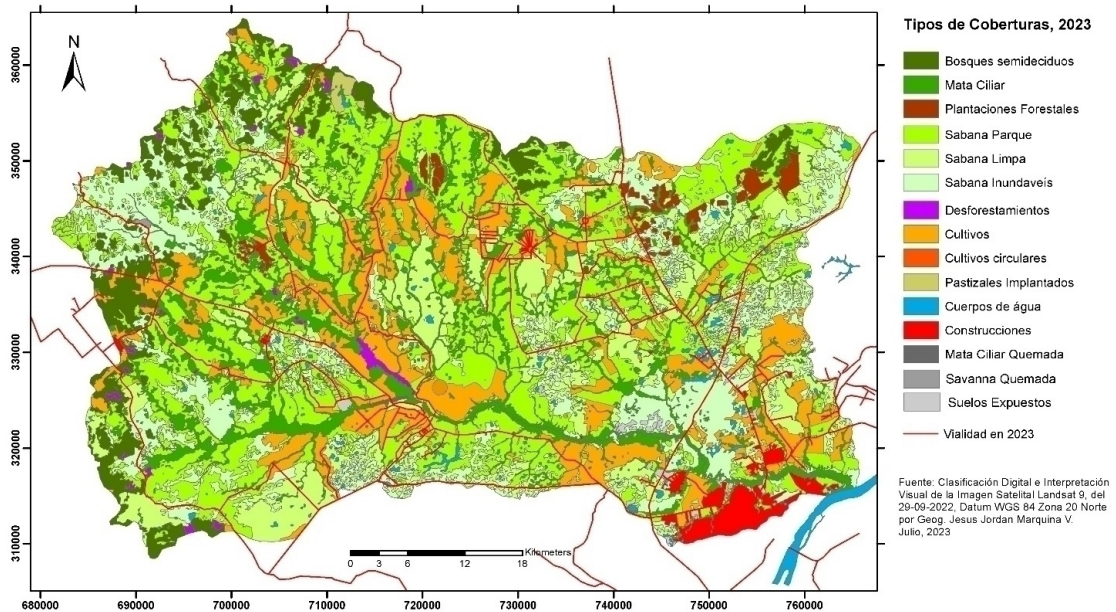 Tipos de Coberturas, 2023
Bosques semideciduos
Mata Ciliar
Plantaciones Forestales
Sabana Parque
Sabana Limpa
Sabana Inundaveis
Desforestamientos
Cultivo
Cultivos circulares
Pastizales Implantados
Cuerpos de água
Construcciones
Mata Ciliar Quemada
Savanna Quemada
Suelos Expuestos
Vialidad en 2023
Fuente: Clasificación Digital e Interpretación
Visual de la Imagen Satelital Landsat 9, del
29-09-2022, Datum WGS 84 Zona 20 Norte
por Geog. Jesus Jordan Marquina V.
Julio, 2023
N
360000
350000
340000
330000
320000
310000
Kilometers
0 3 6 12 18
680000 690000 700000 710000 720000 730000 740000 750000 760000